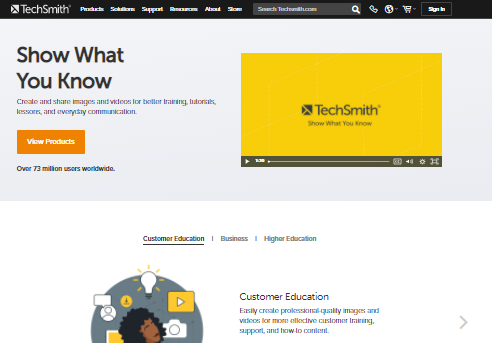 TechSmith® Products Solutions Support Resources About Store Search Techsmith.com Sign In
Show What
You Know
Create and share images and videos for better training, tutorials,
lessons, and everyday communication.
View Products
Over 73 million users worldwide.
TechSmith®
Show What You Know
Customer Education | Business | Higher Education
Customer Education
Easily create professional-quality images and
videos for more effective customer training,
support, and how-to content.